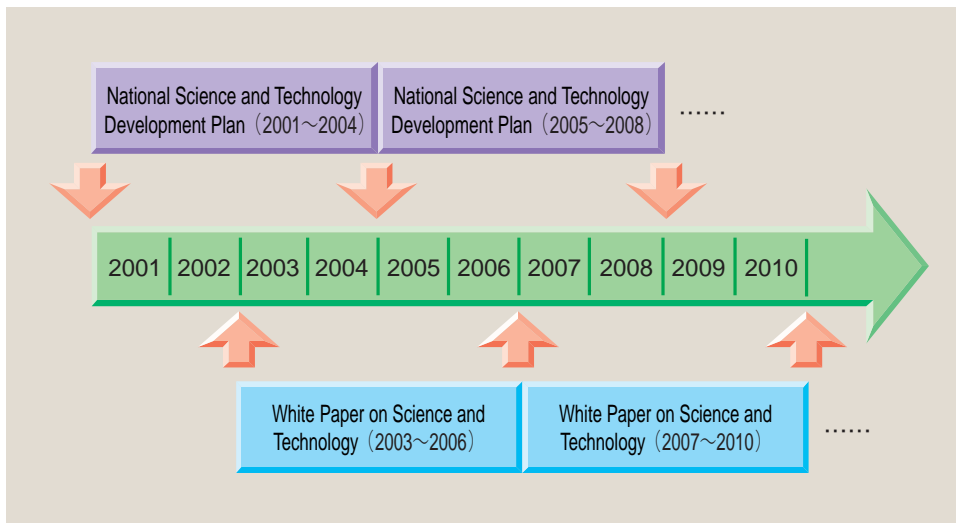 National Science and Technology
Development Plan（2001～2004）
National Science and Technology
Development Plan（2005～2008）
......
2001 2002 2003 2004 2005 2006 2007 2008 2009 2010
White Paper on Science and
Technology（2003～2006）
White Paper on Science and
Technology（2007～2010）
......